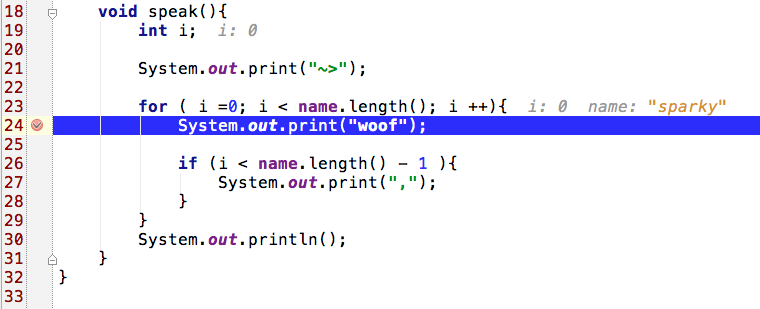 18 void speak(){
19 int i; i: 0
20
21 System.out.print("~>");
22
23 for ( i =0; i < name.length(); i ++){ i: 0 name: "sparky"
24 System.out.print("woof");
25
26 if (i < name.length() - 1 ){
27 System.out.print(",");
28 }
29 }
30 System.out.println();
31 }
32 }
33